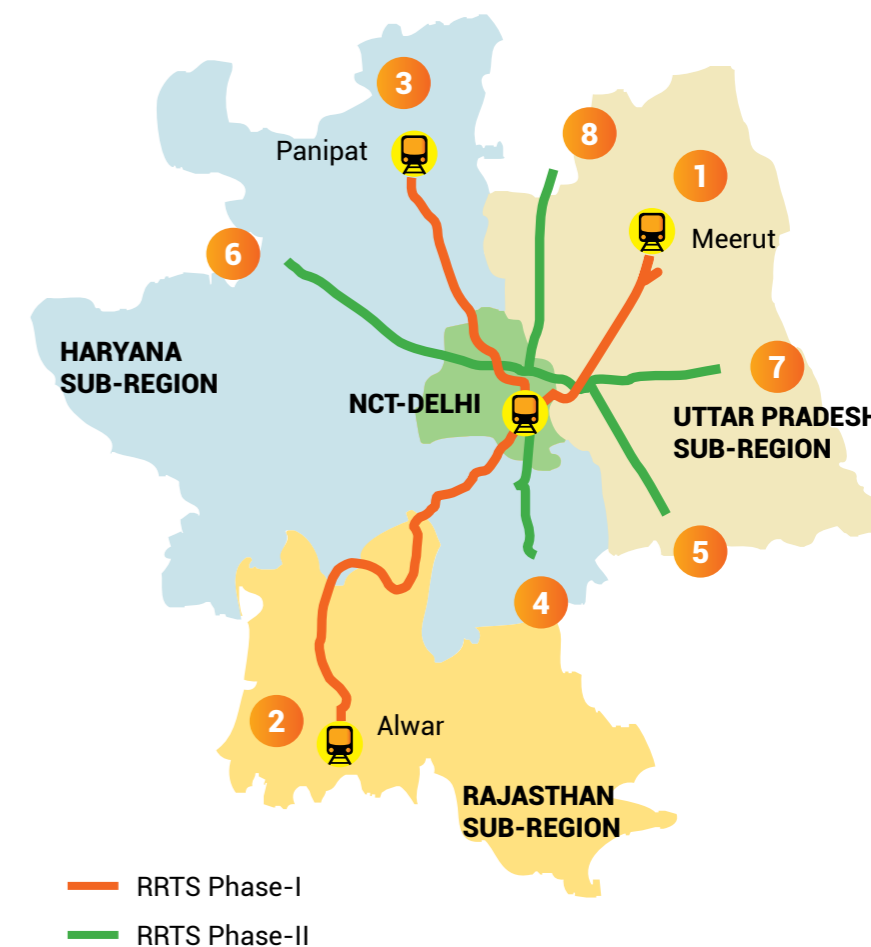 3
8
Panipat
1
Meerut
6
HARYANA
SUB-REGION
7
NCT-DELHI
UTTAR PRADESH
SUB-REGION
5
4
2
Alwar
RAJASTHAN
SUB-REGION
RRTS Phase-I
RRTS Phase-II